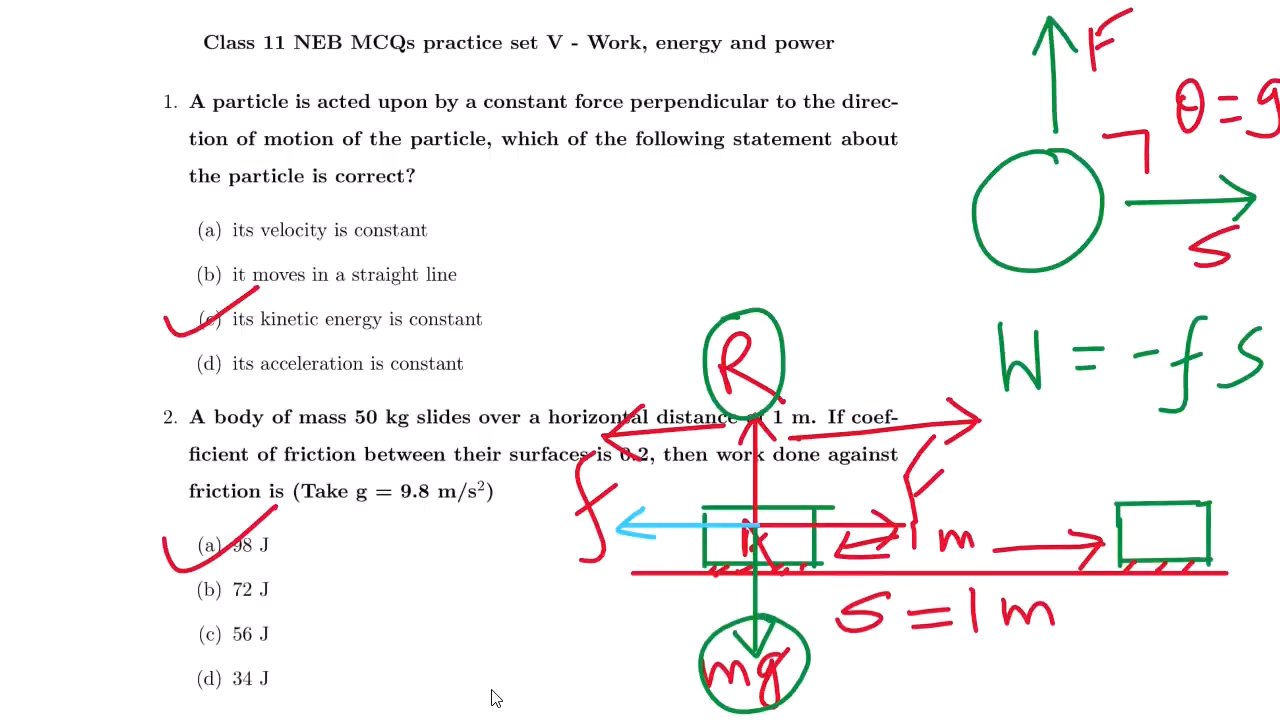 Class 11 NEB MCQs practice set V - Work, energy and power
1. A particle is acted upon by a constant force perpendicular to the direc-
tion of motion of the particle, which of the following statement about
the particle is correct?
(a) its velocity is constant
(b) it moves in a straight line
(c) its kinetic energy is constant
(d) its acceleration is constant
2. A body of mass 50 kg slides over a horizontal distance of 1 m. If coef-
ficient of friction between their surfaces is 0.2, then work done against
friction is (Take g = 9.8 m/s²)
(a) 98 J
(b) 72 J
(c) 56 J
(d) 34 J
F
θ = 9
S
W = -fS
R
f
F
m
S = 1 m
mg